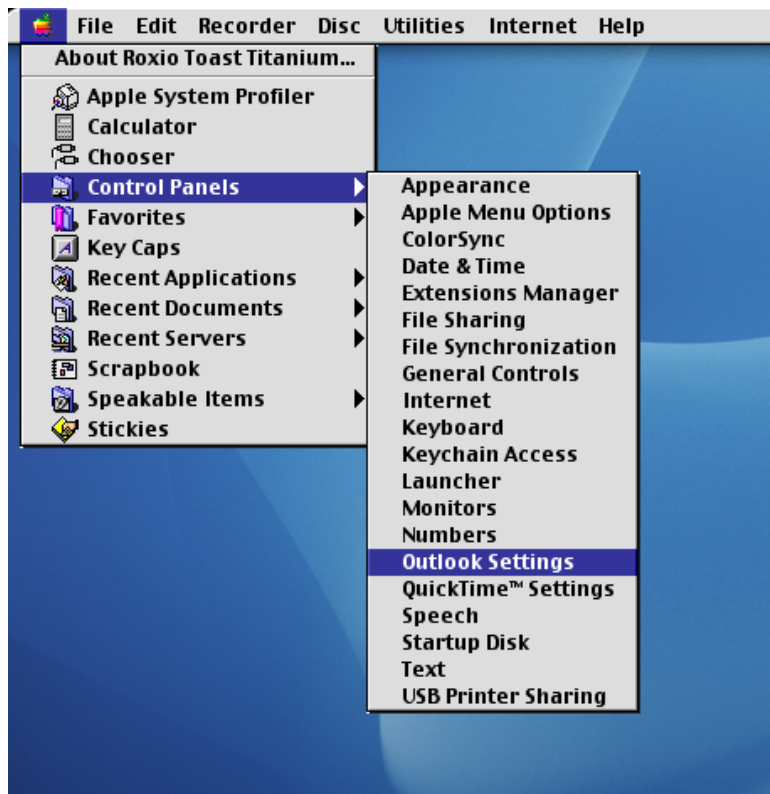 File Edit Recorder Disc Utilities Internet Help
About Roxio Toast Titanium...
Apple System Profiler
Calculator
Chooser
Control Panels
Favorites
Key Caps
Recent Applications
Recent Documents
Recent Servers
Scrapbook
Speakable Items
Stickies
Appearance
Apple Menu Options
ColorSync
Date & Time
Extensions Manager
File Sharing
File Synchronization
General Controls
Internet
Keyboard
Keychain Access
Launcher
Monitors
Numbers
Outlook Settings
QuickTime™ Settings
Speech
Startup Disk
Text
USB Printer Sharing